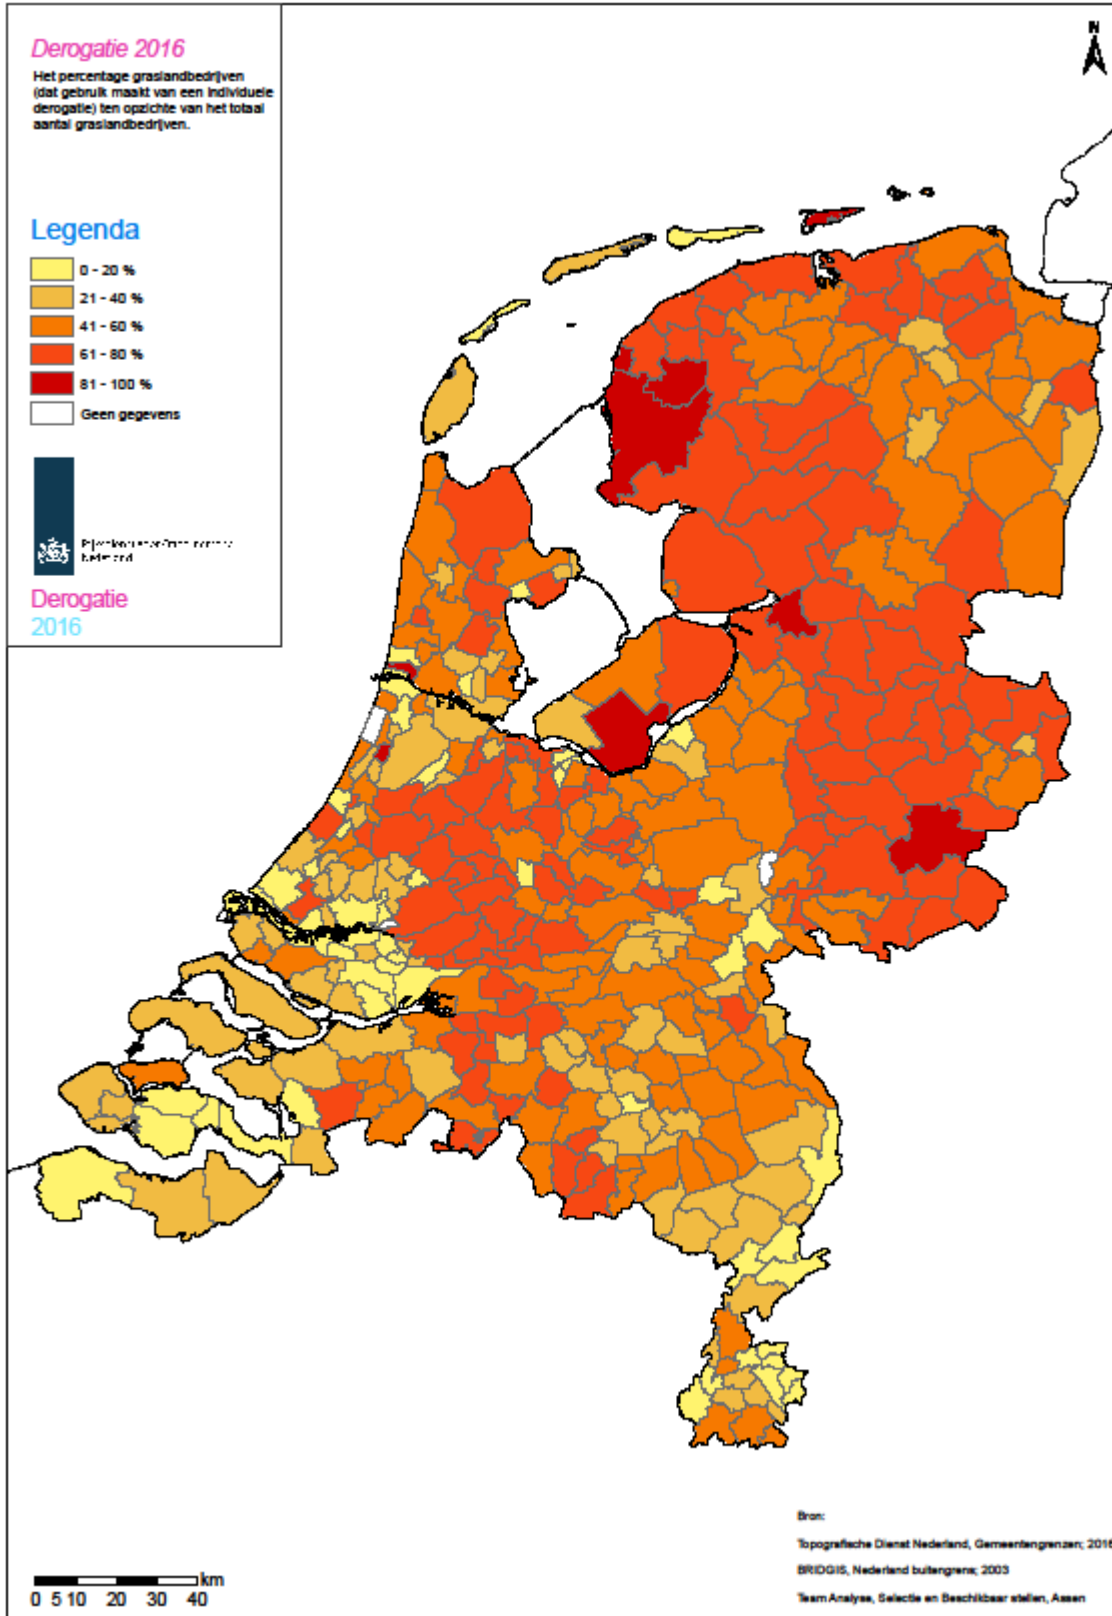 Derogatie 2016
Het percentage graslandbedrijven
(dat gebruik maakt van een individuele
derogatie) ten opzichte van het totaal
aantal graslandbedrijven.
N
Legenda
0 - 20 %
21 - 40 %
41 - 60 %
61 - 80 %
81 - 100 %
Geen gegevens
Nederland
Derogatie
2016
km
0 5 10 20 30 40
Bron:
Topografische Dienst Nederland, Gemeentengrenzen; 2016
BRIDGIS, Nederland buitengrens; 2003
Team Analyse, Selectie en Beschikbaar stellen, Assen